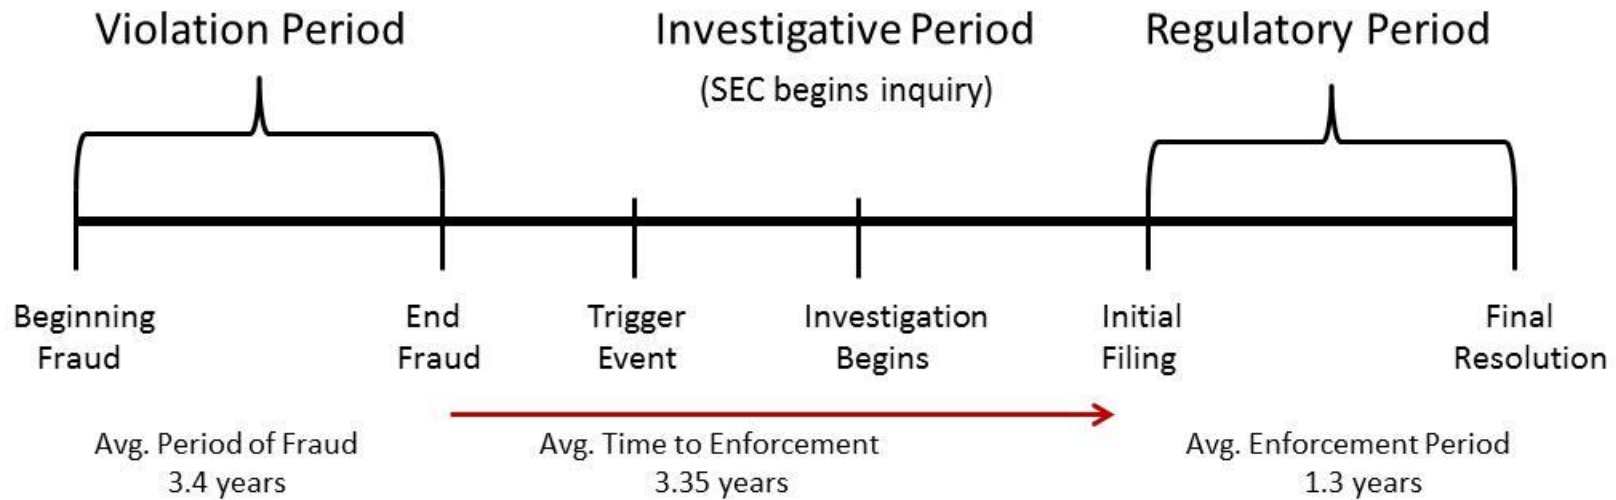 Violation Period
Investigative Period
Regulatory Period
(SEC begins inquiry)
Beginning
Fraud
End
Fraud
Trigger
Event
Investigation
Begins
Initial
Filing
Final
Resolution
Avg. Period of Fraud
3.4 years
Avg. Time to Enforcement
3.35 years
Avg. Enforcement Period
1.3 years